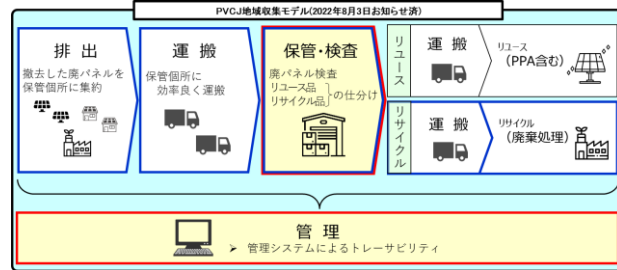 PVCJ地域収集モデル(2022年8月3日お知らせ済)
排出
撤去した廃パネルを
保管個所に集約
運搬
保管個所に
効率良く運搬
保管・検査
廃パネル検査
リユース品
リサイクル品
}の仕分け
リユース
運搬
リユース
(PPA含む)
リサイクル
運搬
リサイクル
(廃棄処理)
管理
➢ 管理システムによるトレーサビリティ